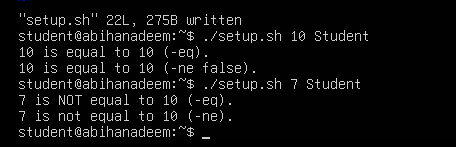 "setup.sh" 22L, 275B written
student@abihanadeem:~$ ./setup.sh 10 Student
10 is equal to 10 (-eq).
10 is equal to 10 (-ne false).
student@abihanadeem:~$ ./setup.sh 7 Student
7 is NOT equal to 10 (-eq).
7 is not equal to 10 (-ne).
student@abihanadeem:~$ _